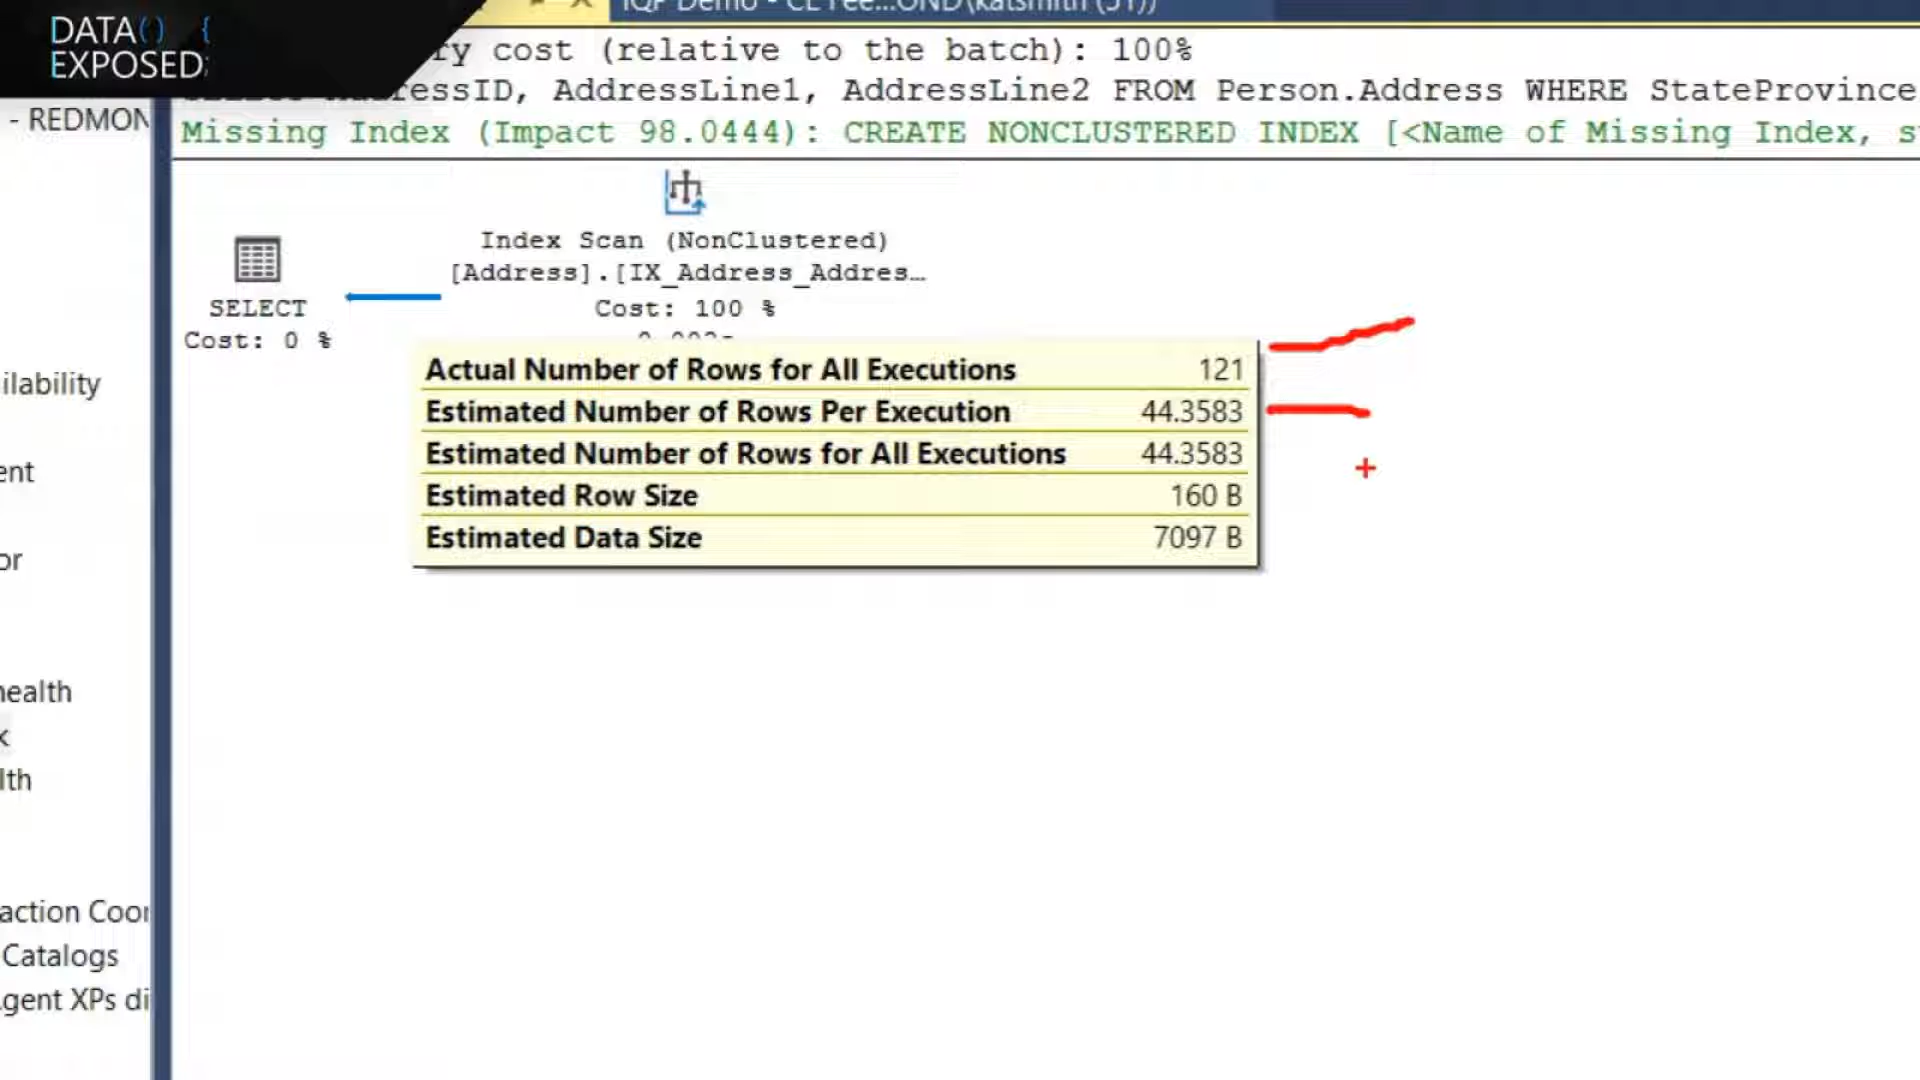 DATA() {
EXPOSED;
cost (relative to the batch): 100%
AddressLine1, AddressLine2 FROM Person.Address WHERE StateProvince
- REDMON
Missing Index (Impact 98.0444): CREATE NONCLUSTERED INDEX [<Name of Missing Index,
Index Scan (NonClustered)
[Address].[IX_Address_Addres…
SELECT
Cost: 100 %
Cost: 0 %
Actual Number of Rows for All Executions 121
Estimated Number of Rows Per Execution 44.3583
Estimated Number of Rows for All Executions 44.3583
Estimated Row Size 160 B
Estimated Data Size 7097 B
ilability
ent
or
health
k
lth
action Coor
Catalogs
Agent XPs di